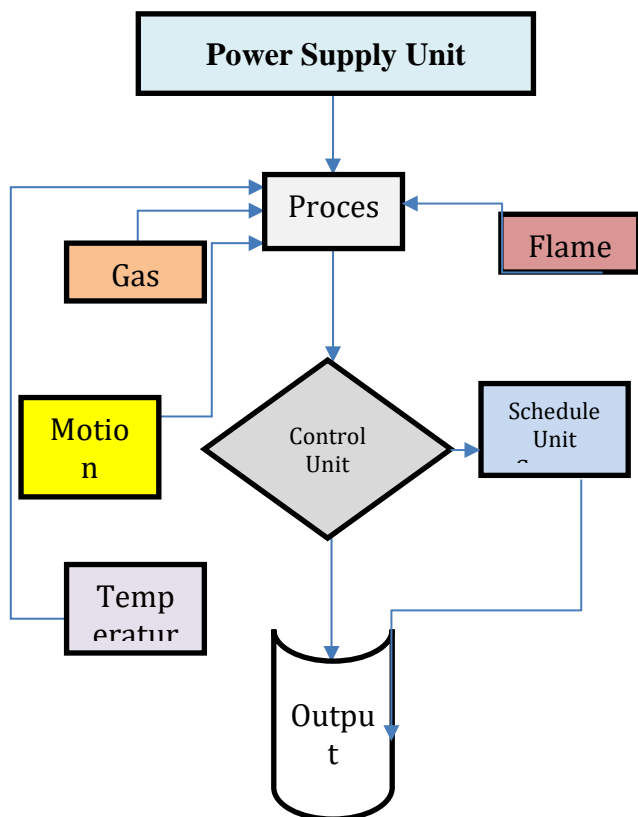 Power Supply Unit
Proces
Gas
Flame
Motio
n
Control
Unit
Schedule
Unit
Temp
eratur
Outpu
t